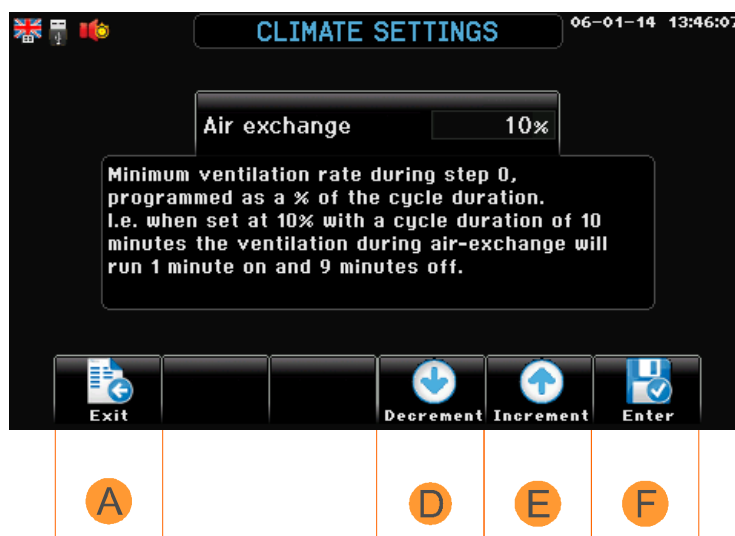 CLIMATE SETTINGS
06-01-14 13:46:07
Air exchange 10%
Minimum ventilation rate during step 0,
programmed as a % of the cycle duration.
I.e. when set at 10% with a cycle duration of 10
minutes the ventilation during air-exchange will
run 1 minute on and 9 minutes off.
Exit Decrement Increment Enter
A D E F